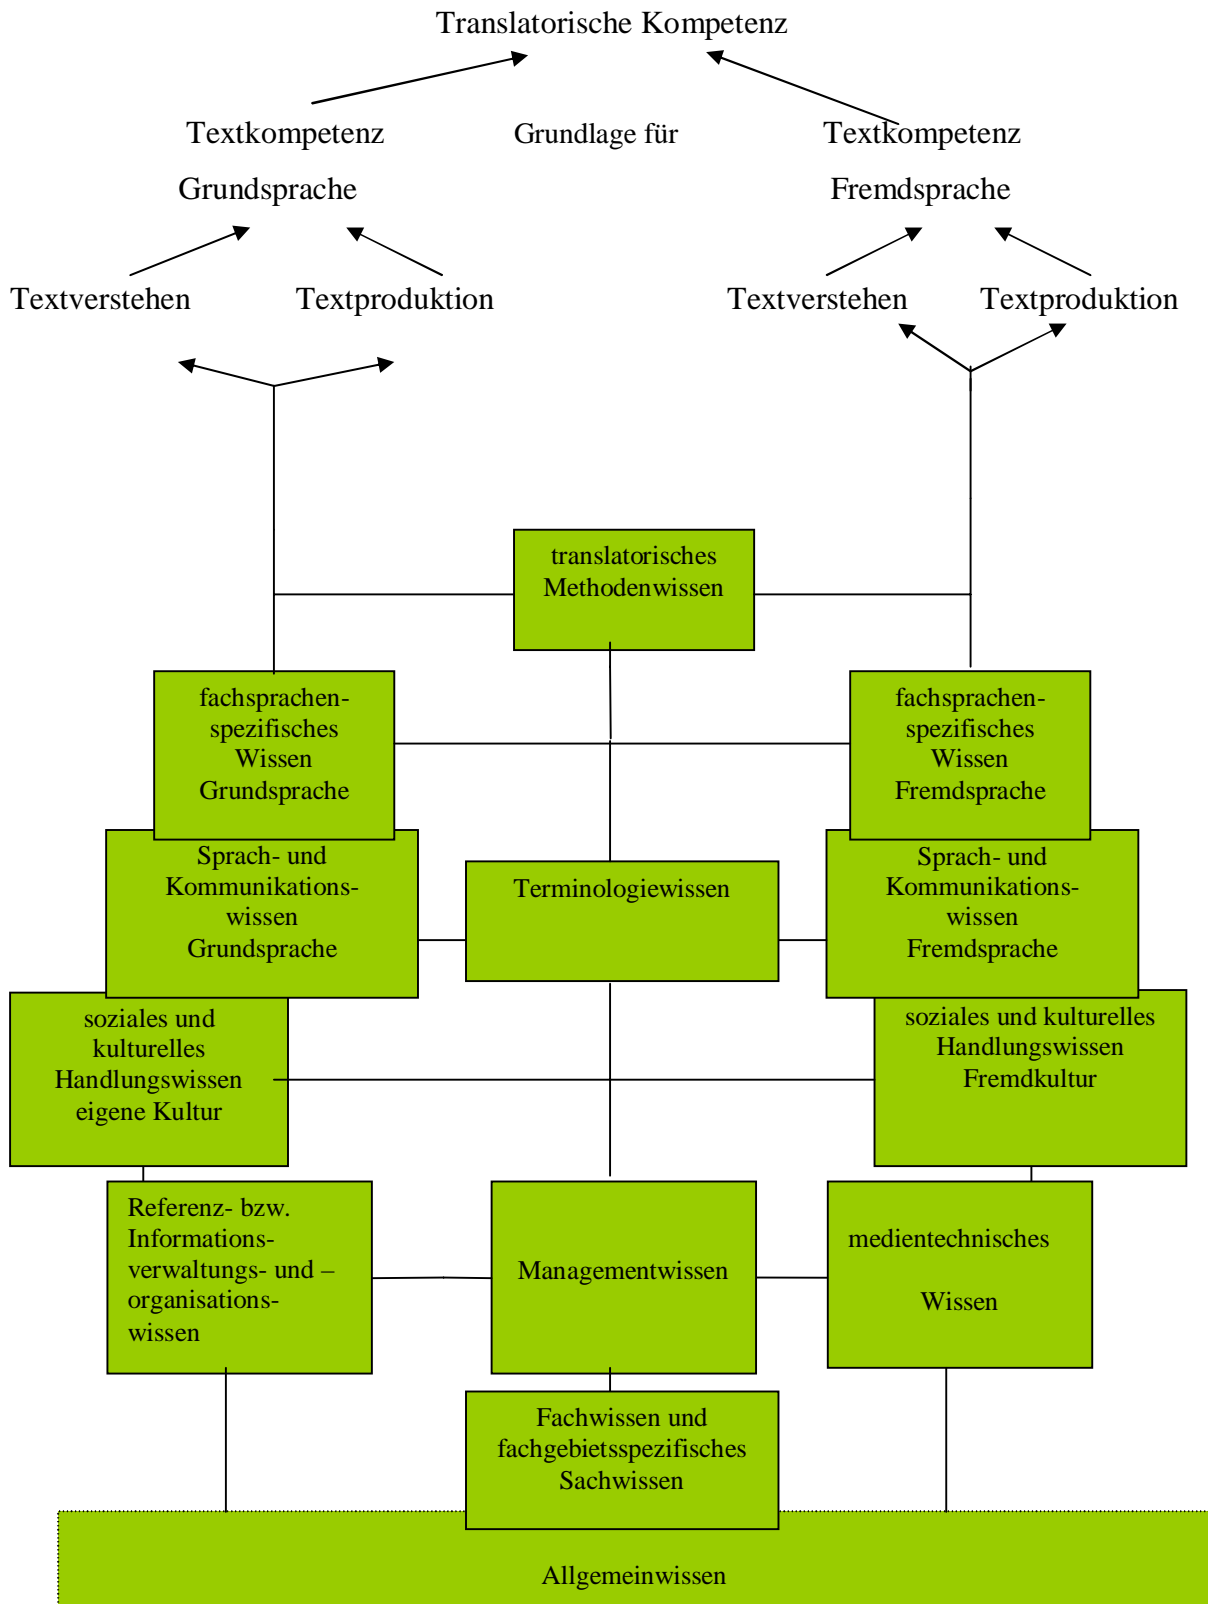 Translatorische Kompetenz
Textkompetenz
Grundsprache
Grundlage für
Textkompetenz
Fremdsprache
Textverstehen
Textproduktion
Textverstehen
Textproduktion
translatorisches
Methodenwissen
fachsprachen-
spezifisches
Wissen
Grundsprache
fachsprachen-
spezifisches
Wissen
Fremdsprache
Sprach- und
Kommunikations-
wissen
Grundsprache
Terminologiewissen
Sprach- und
Kommunikations-
wissen
Fremdsprache
soziales und
kulturelles
Handlungswissen
eigene Kultur
soziales und kulturelles
Handlungswissen
Fremdkultur
Referenz- bzw.
Informations-
verwaltungs- und –
organisations-
wissen
Managementwissen
medientechnisches
Wissen
Fachwissen und
fachgebietsspezifisches
Sachwissen
Allgemeinwissen